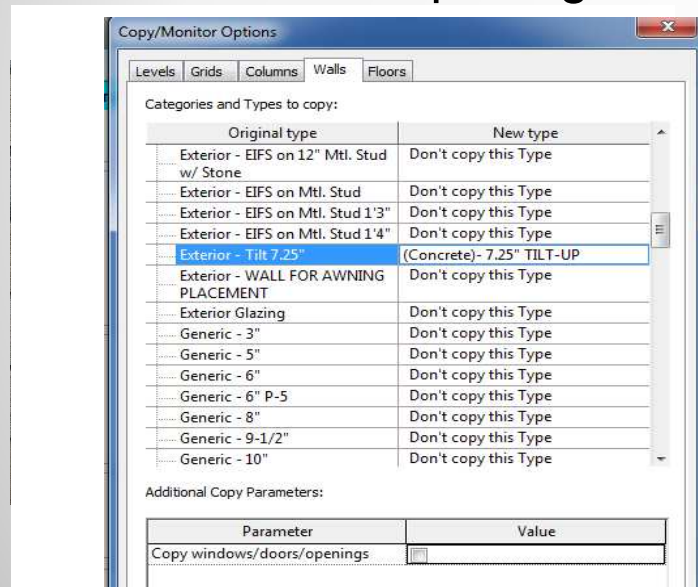 Copy/Monitor Options
Levels Grids Columns Walls Floors
Categories and Types to copy:
Original type New type
Exterior - EIFS on 12" Mtl. Stud Don't copy this Type
w/ Stone
Exterior - EIFS on Mtl. Stud Don't copy this Type
Exterior - EIFS on Mtl. Stud 1'3" Don't copy this Type
Exterior - EIFS on Mtl. Stud 1'4" Don't copy this Type
Exterior - Tilt 7.25" (Concrete)- 7.25" TILT-UP
Exterior - WALL FOR AWNING Don't copy this Type
PLACEMENT
Exterior Glazing Don't copy this Type
Generic - 3" Don't copy this Type
Generic - 5" Don't copy this Type
Generic - 6" Don't copy this Type
Generic - 6" P-5 Don't copy this Type
Generic - 8" Don't copy this Type
Generic - 9-1/2" Don't copy this Type
Generic - 10" Don't copy this Type
Additional Copy Parameters:
Parameter Value
Copy windows/doors/openings